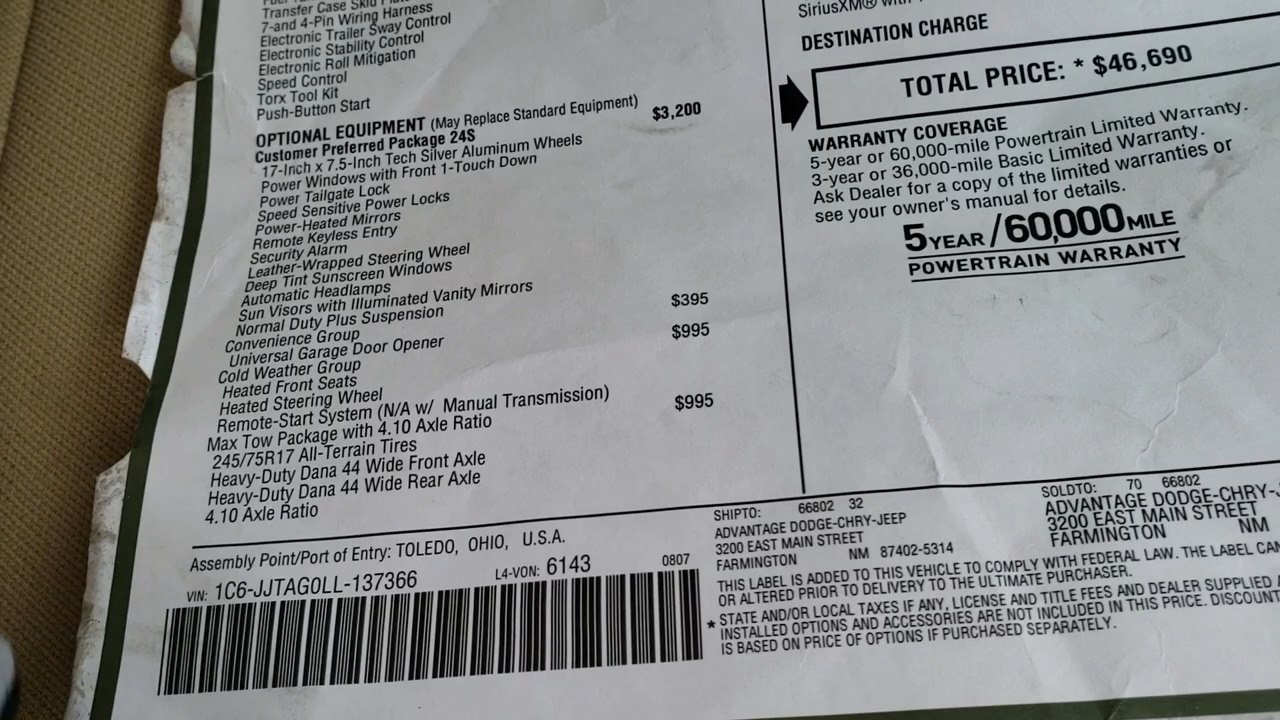 Transfer Case Skid
7-and 4-Pin Wiring Harness
Electronic Trailer Sway Control
Electronic Stability Control
Electronic Roll Mitigation
Speed Control
Torx Tool Kit
Push-Button Start
OPTIONAL EQUIPMENT (May Replace Standard Equipment)
Customer Preferred Package 24S $3,200
17-Inch x 7.5-Inch Tech Silver Aluminum Wheels
Power Windows with Front 1-Touch Down
Power Tailgate Lock
Speed Sensitive Power Locks
Power-Heated Mirrors
Remote Keyless Entry
Security Alarm
Leather-Wrapped Steering Wheel
Deep Tint Sunscreen Windows
Automatic Headlamps
Sun Visors with Illuminated Vanity Mirrors
Normal Duty Plus Suspension
Convenience Group $395
Universal Garage Door Opener
Cold Weather Group $995
Heated Front Seats
Heated Steering Wheel
Remote-Start System (N/A w/ Manual Transmission)
Max Tow Package with 4.10 Axle Ratio $995
245/75R17 All-Terrain Tires
Heavy-Duty Dana 44 Wide Front Axle
Heavy-Duty Dana 44 Wide Rear Axle
4.10 Axle Ratio
SiriusXM® with
DESTINATION CHARGE
TOTAL PRICE: * $46,690
WARRANTY COVERAGE
5-year or 60,000-mile Powertrain Limited Warranty.
3-year or 36,000-mile Basic Limited Warranty.
Ask Dealer for a copy of the limited warranties or
see your owner's manual for details.
5 YEAR / 60,000 MILE
POWERTRAIN WARRANTY
Assembly Point/Port of Entry: TOLEDO, OHIO, U.S.A.
VIN: 1C6-JJTAG0LL-137366 L4-VON: 6143 0807
SHIPTO: 66802 32
ADVANTAGE DODGE-CHRY-JEEP
3200 EAST MAIN STREET
FARMINGTON NM 87402-5314
SOLDTO: 70 66802
ADVANTAGE DODGE-CHRY-J
3200 EAST MAIN STREET
FARMINGTON NM
THIS LABEL IS ADDED TO THIS VEHICLE TO COMPLY WITH FEDERAL LAW. THE LABEL CAN
OR ALTERED PRIOR TO DELIVERY TO THE ULTIMATE PURCHASER.
* STATE AND/OR LOCAL TAXES IF ANY, LICENSE AND TITLE FEES AND DEALER SUPPLIED
INSTALLED OPTIONS AND ACCESSORIES ARE NOT INCLUDED IN THIS PRICE. DISCOUNT
IS BASED ON PRICE OF OPTIONS IF PURCHASED SEPARATELY.